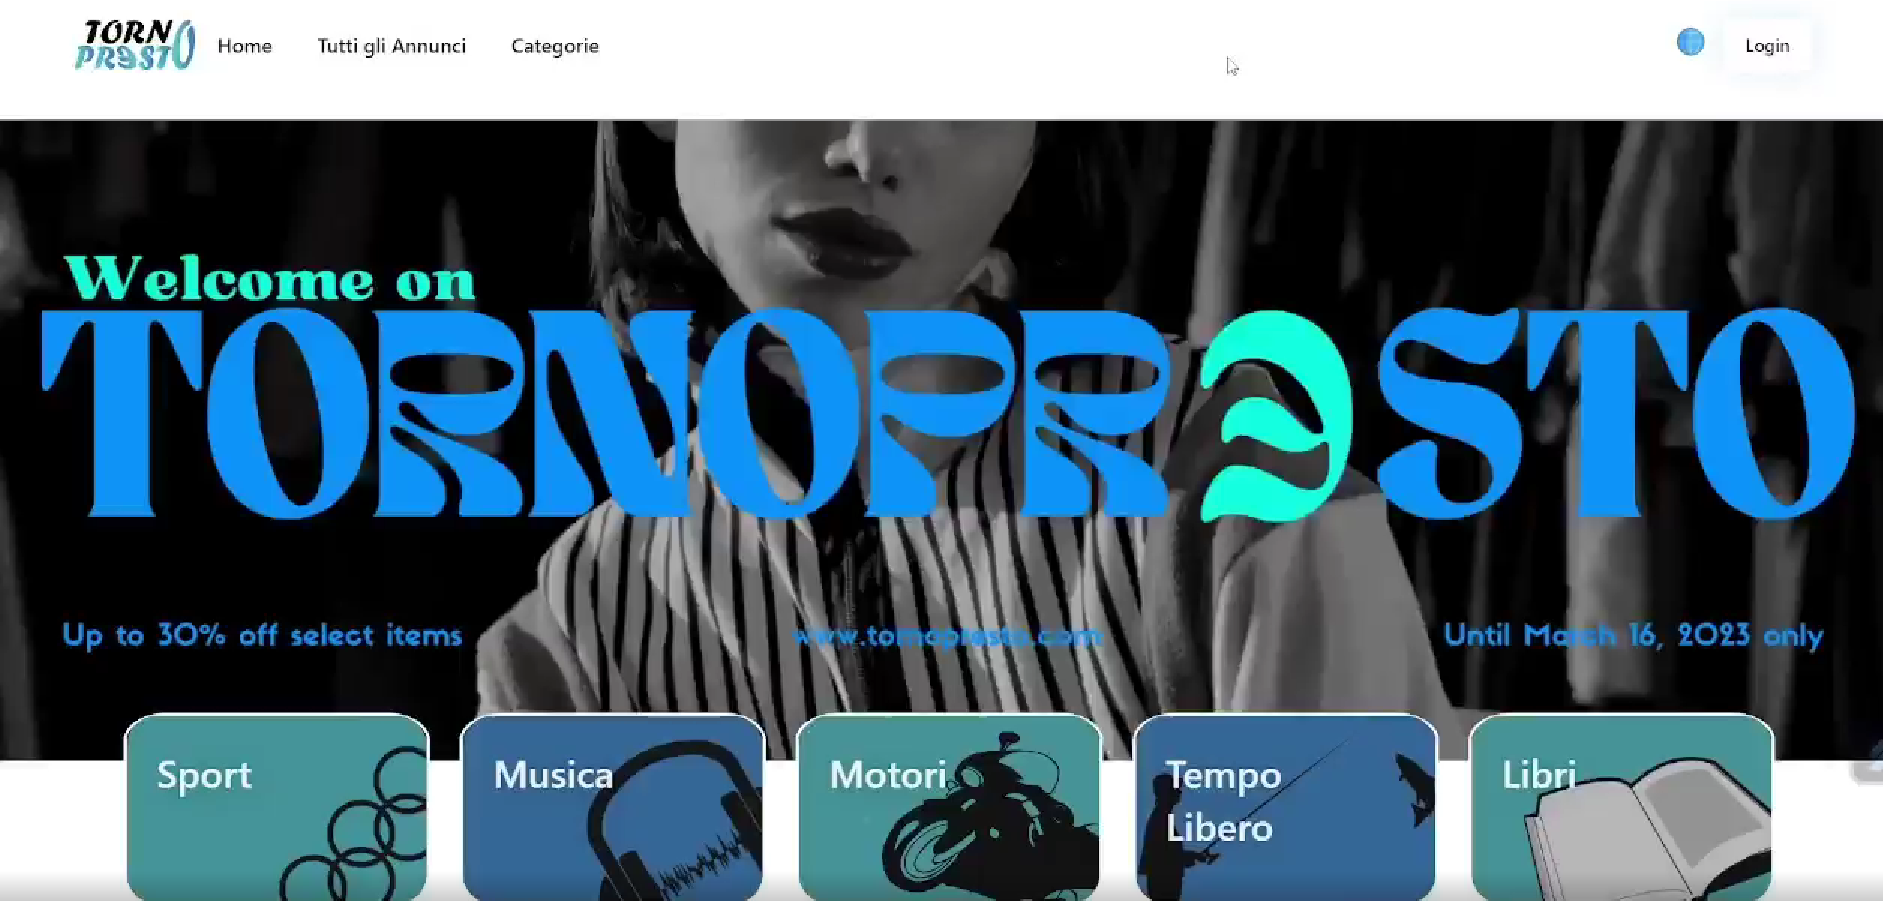 TORNO
PRESTO
Home
Tutti gli Annunci
Categorie
Login
Welcome on
TORNOPRESTO
Up to 30% off select items
www.tornopresto.com
Until March 16, 2023 only
Sport
Musica
Motori
Tempo
Libero
Libri